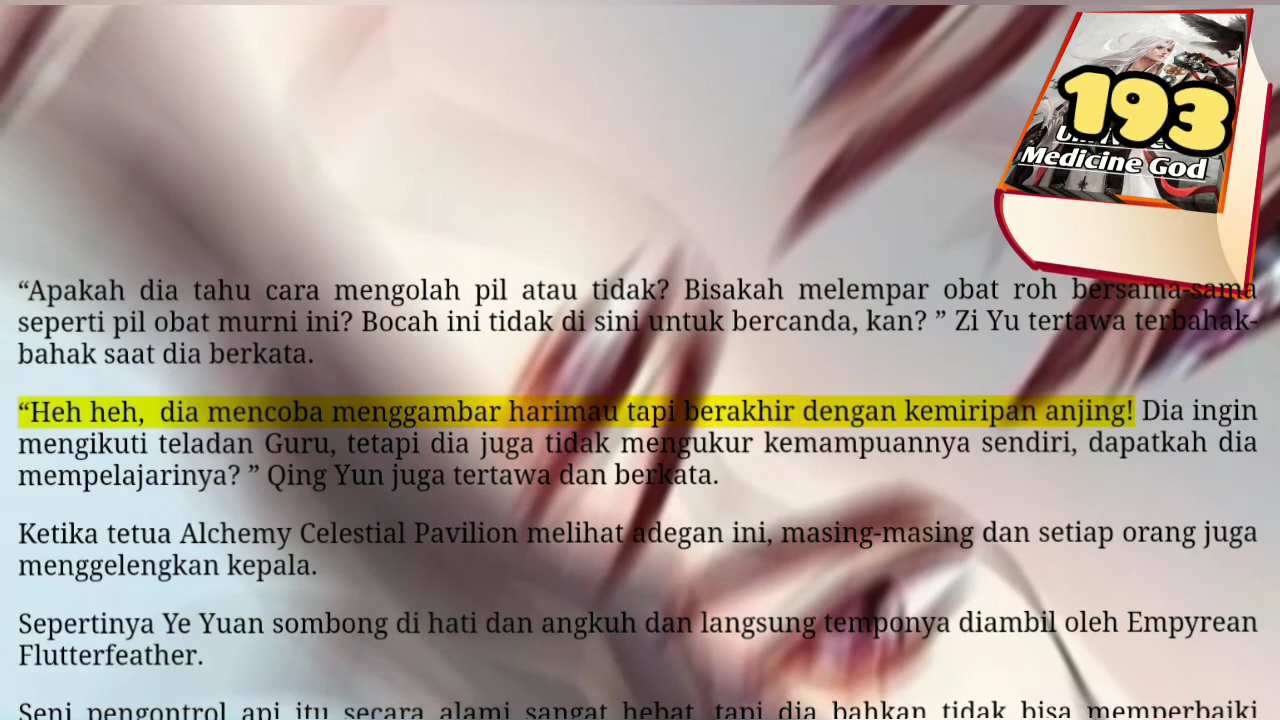 193
Medicine God
“Apakah dia tahu cara mengolah pil atau tidak? Bisakah melempar obat roh bersama-sama
seperti pil obat murni ini? Bocah ini tidak di sini untuk bercanda, kan? ” Zi Yu tertawa terbahak-
bahak saat dia berkata.
“Heh heh,  dia mencoba menggambar harimau tapi berakhir dengan kemiripan anjing! Dia ingin
mengikuti teladan Guru, tetapi dia juga tidak mengukur kemampuannya sendiri, dapatkah dia
mempelajarinya? ” Qing Yun juga tertawa dan berkata.
Ketika tetua Alchemy Celestial Pavilion melihat adegan ini, masing-masing dan setiap orang juga
menggelengkan kepala.
Sepertinya Ye Yuan sombong di hati dan angkuh dan langsung temponya diambil oleh Empyrean
Flutterfeather.
Seni pengontrol api itu secara alami sangat hebat, tapi dia bahkan tidak bisa memperbaiki